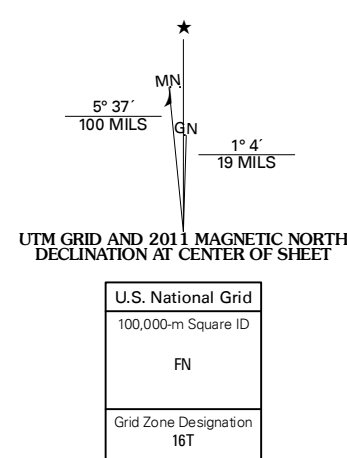 ★
MN.
5° 37´
100 MILS
GN
1° 4´
19 MILS
UTM GRID AND 2011 MAGNETIC NORTH
DECLINATION AT CENTER OF SHEET
U.S. National Grid
100,000-m Square ID
FN
Grid Zone Designation
16T